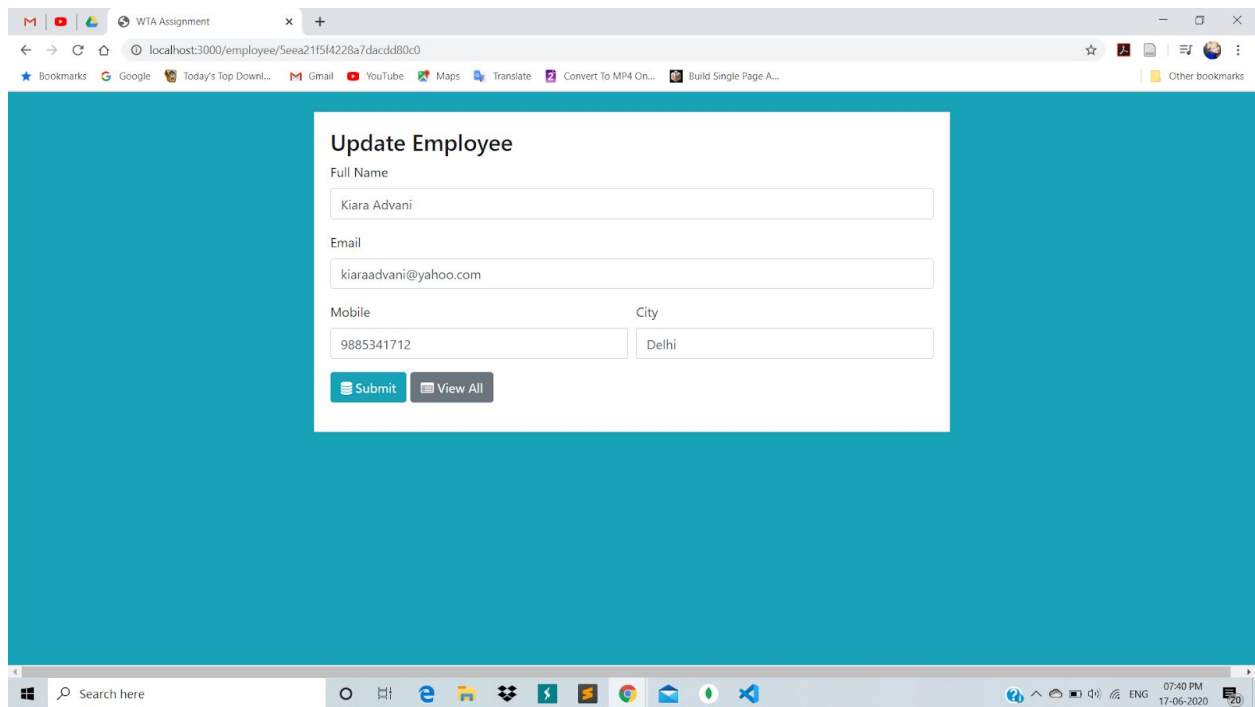 WTA Assignment
localhost:3000/employee/5eea21f5f4228a7dacdd80c0
Bookmarks Google Today's Top Downl... Gmail YouTube Maps Translate Convert To MP4 On... Build Single Page A... Other bookmarks
Update Employee
Full Name
Kiara Advani
Email
kiaraadvani@yahoo.com
Mobile City
9885341712 Delhi
Submit View All
Search here
ENG
07:40 PM
17-06-2020
20